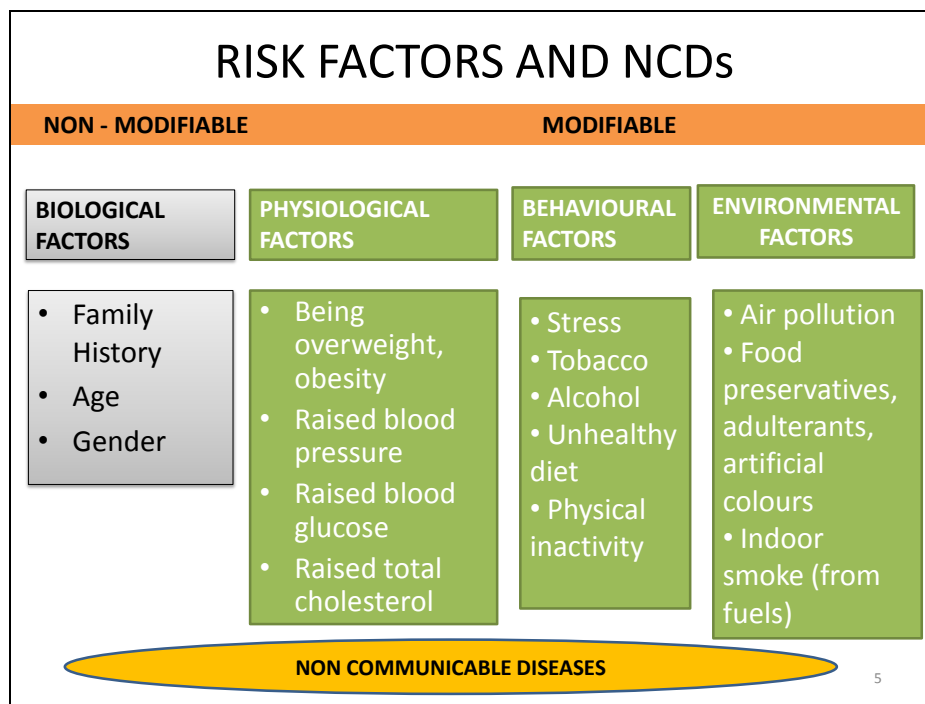 RISK FACTORS AND NCDs
NON - MODIFIABLE
MODIFIABLE
BIOLOGICAL
FACTORS
• Family
History
• Age
• Gender
PHYSIOLOGICAL
FACTORS
• Being
overweight,
obesity
• Raised blood
pressure
• Raised blood
glucose
• Raised total
cholesterol
BEHAVIOURAL
FACTORS
• Stress
• Tobacco
• Alcohol
• Unhealthy
diet
• Physical
inactivity
ENVIRONMENTAL
FACTORS
• Air pollution
• Food
preservatives,
adulterants,
artificial
colours
• Indoor
smoke (from
fuels)
NON COMMUNICABLE DISEASES
5